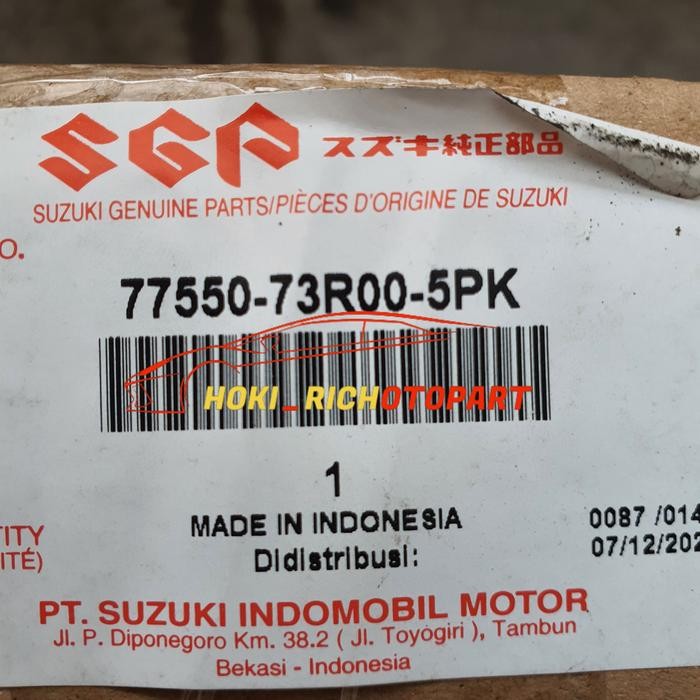 SGP スズキ純正部品
SUZUKI GENUINE PARTS/PIÈCES D'ORIGINE DE SUZUKI
O.
77550-73R00-5PK
HOKI_RICHOTOPART
1
TITY
MADE IN INDONESIA
0087 /014
ITÉ)
Didistribusi:
07/12/202
PT. SUZUKI INDOMOBIL MOTOR
Jl. P. Diponegoro Km. 38.2 ( Jl. Toyogiri ), Tambun
Bekasi - Indonesia